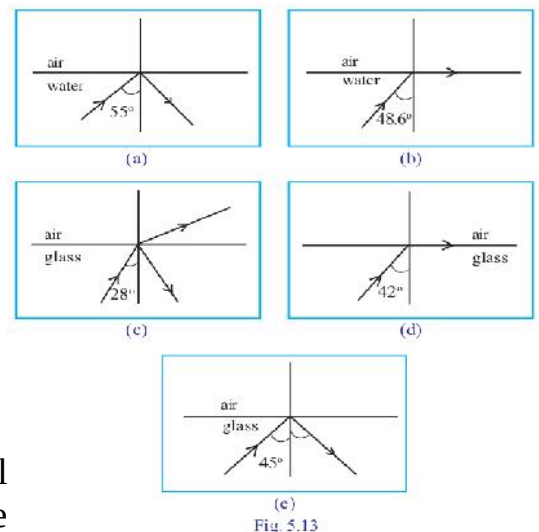 air
water
55°
(a)
air
water
48.6°
(b)
air
glass
28°
(c)
air
glass
42°
(d)
air
glass
45°
(e)
l
e
Fig. 5.13